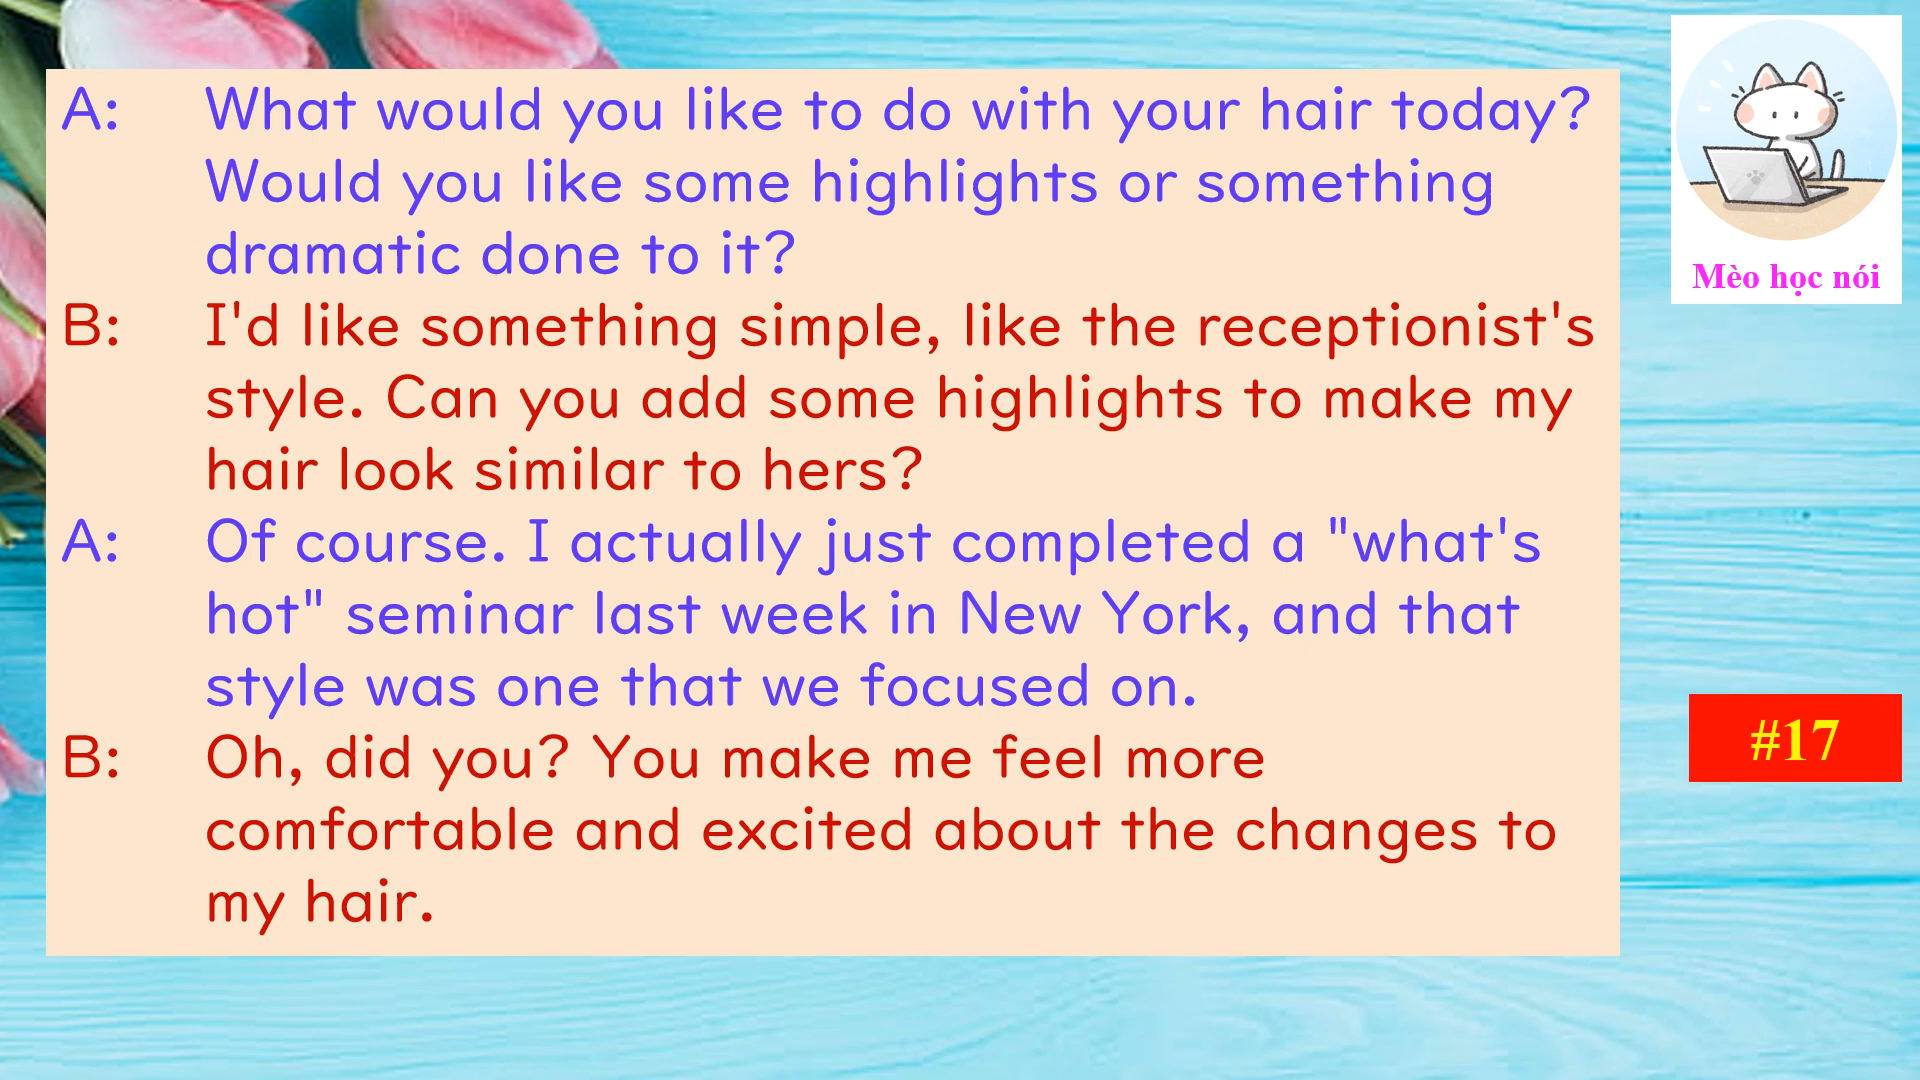 A: What would you like to do with your hair today?
Would you like some highlights or something
dramatic done to it?
B: I'd like something simple, like the receptionist's
style. Can you add some highlights to make my
hair look similar to hers?
A: Of course. I actually just completed a "what's
hot" seminar last week in New York, and that
style was one that we focused on.
B: Oh, did you? You make me feel more
comfortable and excited about the changes to
my hair.
Mèo học nói
#17